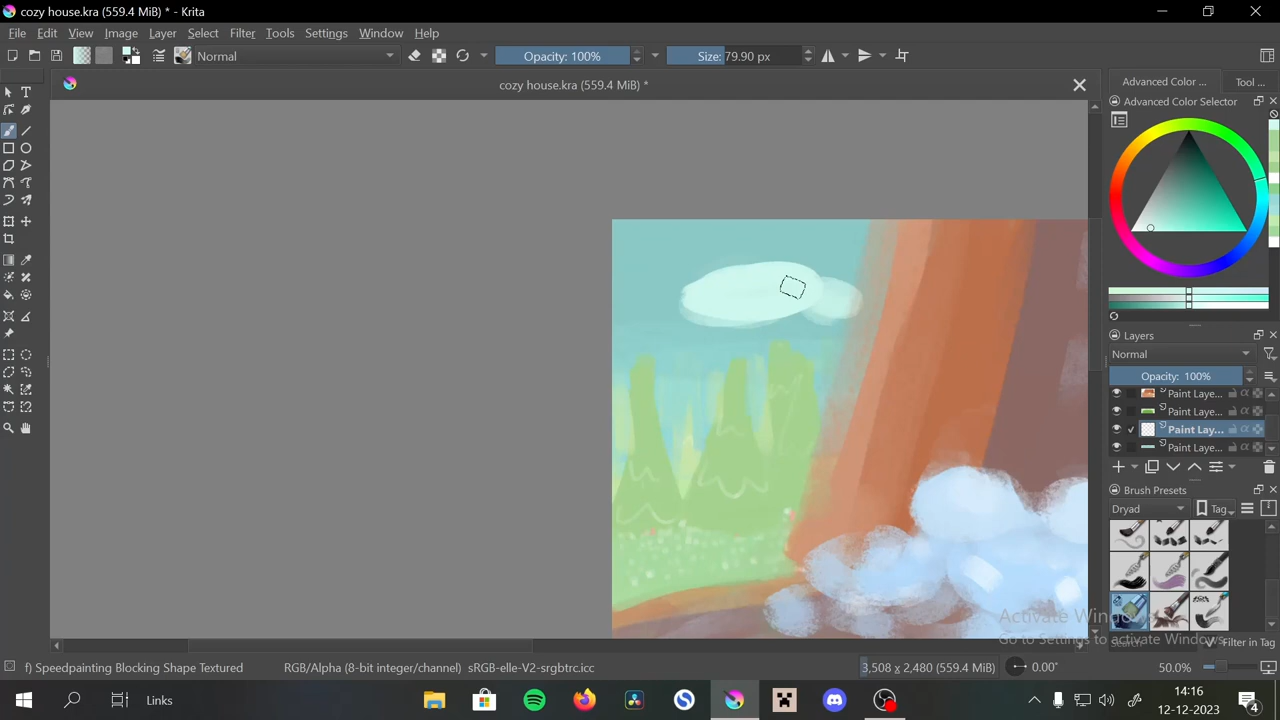 cozy house.kra (559.4 MiB) * - Krita
File Edit View Image Layer Select Filter Tools Settings Window Help
Normal Opacity: 100% Size: 79.90 px
cozy house.kra (559.4 MiB) *
Advanced Color ... Tool ...
Advanced Color Selector
Layers
Normal
Opacity: 100%
Paint Laye...
Paint Laye...
Paint Lay...
Paint Laye...
Brush Presets
Dryad Tag
Activate Windows
Go to Settings to activate Windows.
Search Filter in Tag
f) Speedpainting Blocking Shape Textured RGB/Alpha (8-bit integer/channel) sRGB-elle-V2-srgbtrc.icc 3,508 x 2,480 (559.4 MiB) 0.00° 50.0%
Links
14:16
12-12-2023
4